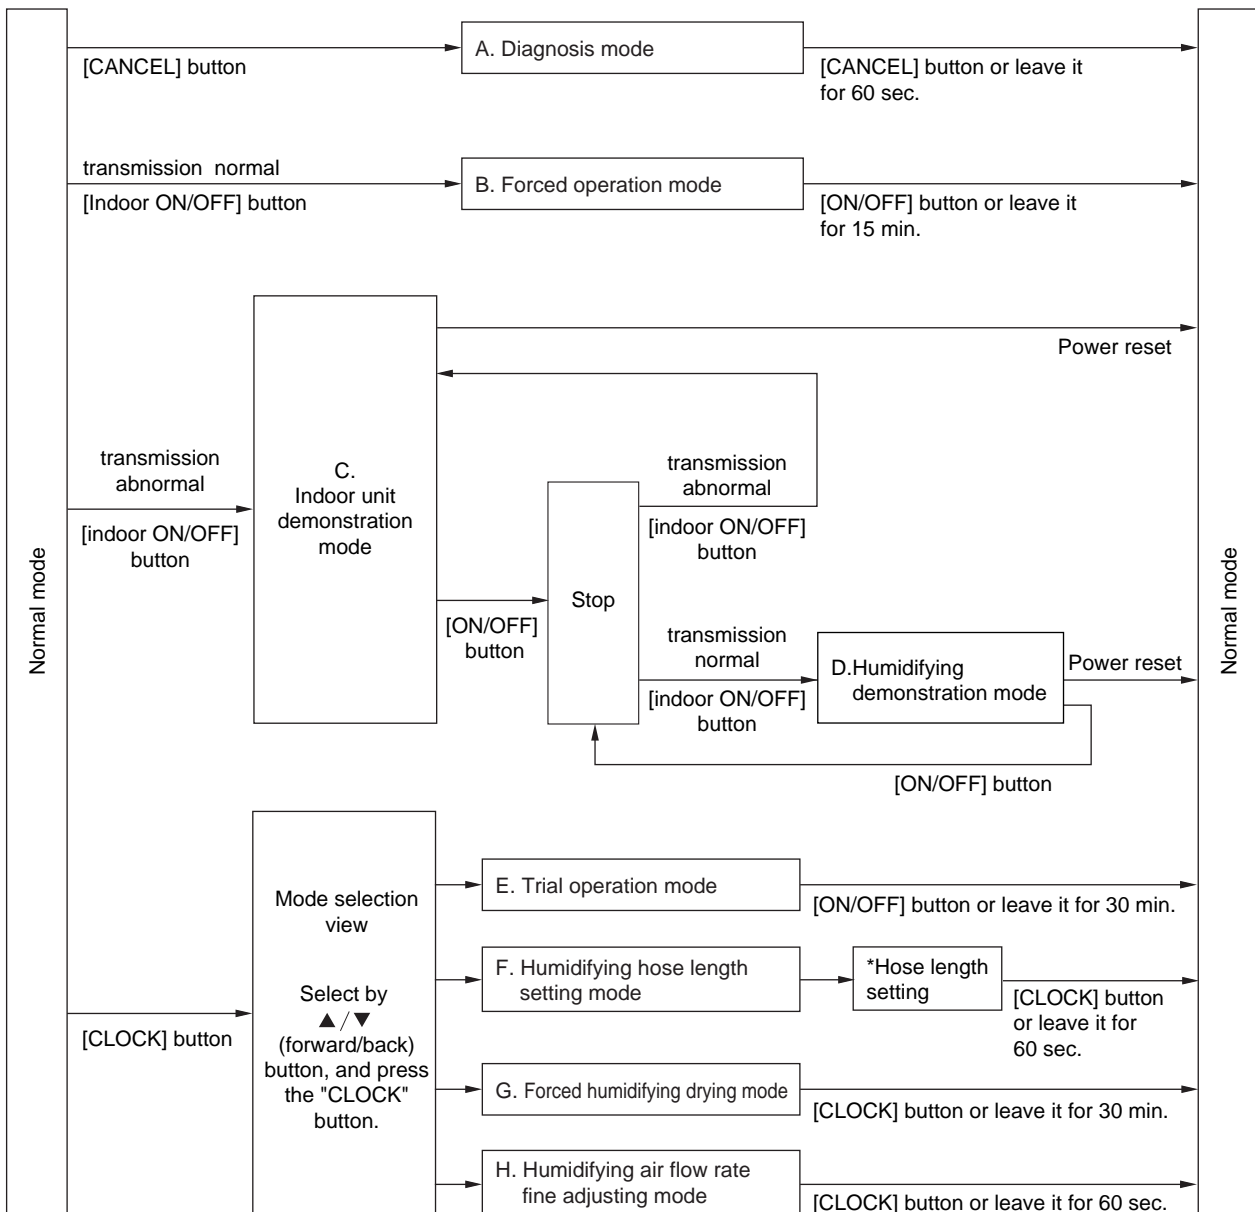 Normal mode
A. Diagnosis mode
[CANCEL] button
[CANCEL] button or leave it
for 60 sec.
transmission normal
[Indoor ON/OFF] button
B. Forced operation mode
[ON/OFF] button or leave it
for 15 min.
transmission
abnormal
[indoor ON/OFF]
button
C.
Indoor unit
demonstration
mode
Power reset
[ON/OFF]
button
Stop
transmission
abnormal
[indoor ON/OFF]
button
transmission
normal
[indoor ON/OFF]
button
D.Humidifying
demonstration mode
Power reset
[ON/OFF] button
[CLOCK] button
Mode selection
view
Select by
▲/▼
(forward/back)
button, and press
the "CLOCK"
button.
E. Trial operation mode
[ON/OFF] button or leave it for 30 min.
F. Humidifying hose length
setting mode
*Hose length
setting
[CLOCK] button
or leave it for
60 sec.
G. Forced humidifying drying mode
[CLOCK] button or leave it for 30 min.
H. Humidifying air flow rate
fine adjusting mode
[CLOCK] button or leave it for 60 sec.
Normal mode